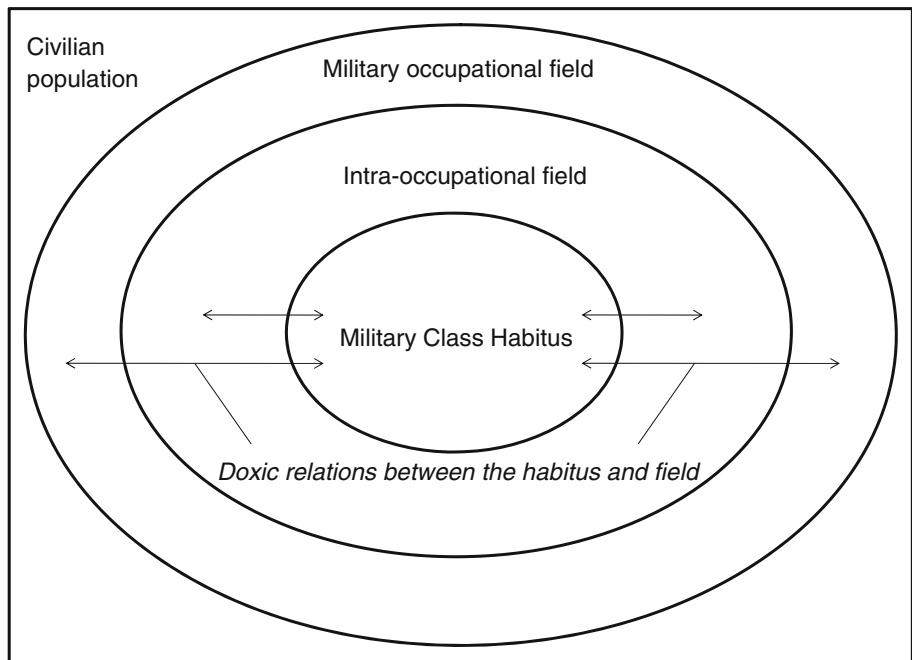 Civilian
population
Military occupational field
Intra-occupational field
Military Class Habitus
Doxic relations between the habitus and field